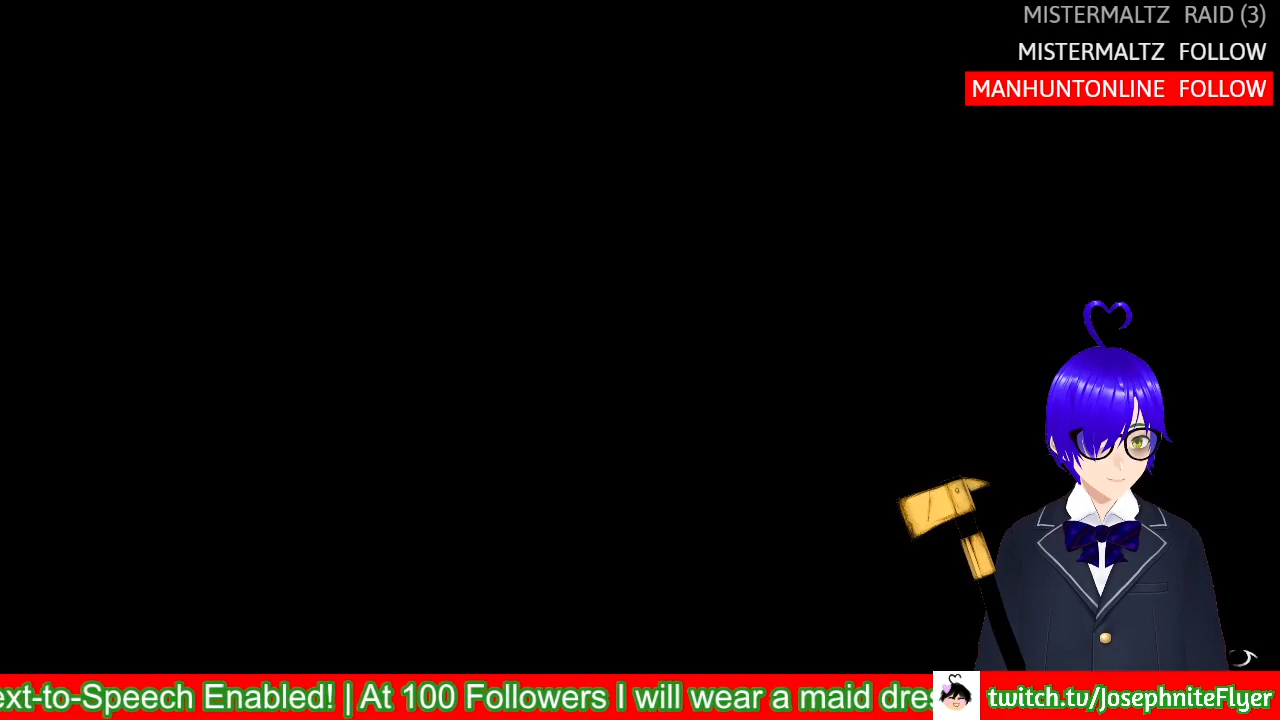 MISTERMALTZ RAID (3)
MISTERMALTZ FOLLOW
MANHUNTONLINE FOLLOW
ext-to-Speech Enabled! | At 100 Followers I will wear a maid dres
twitch.tv/JosephniteFlyer